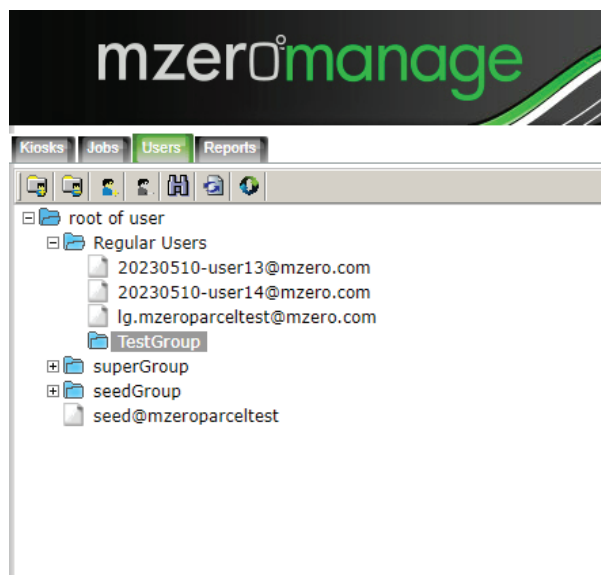 mzeromanage
Kiosks Jobs Users Reports
root of user
Regular Users
20230510-user13@mzero.com
20230510-user14@mzero.com
lg.mzeroparceltest@mzero.com
TestGroup
superGroup
seedGroup
seed@mzeroparceltest